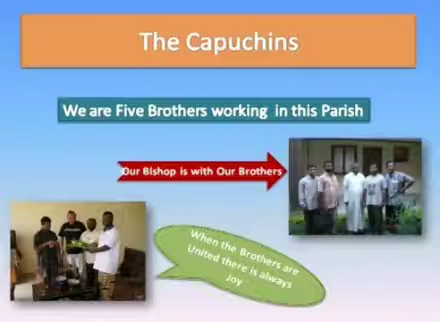 The Capuchins
We are Five Brothers working in this Parish
Our Bishop is with Our Brothers
When the Brothers are
United there is always
Joy